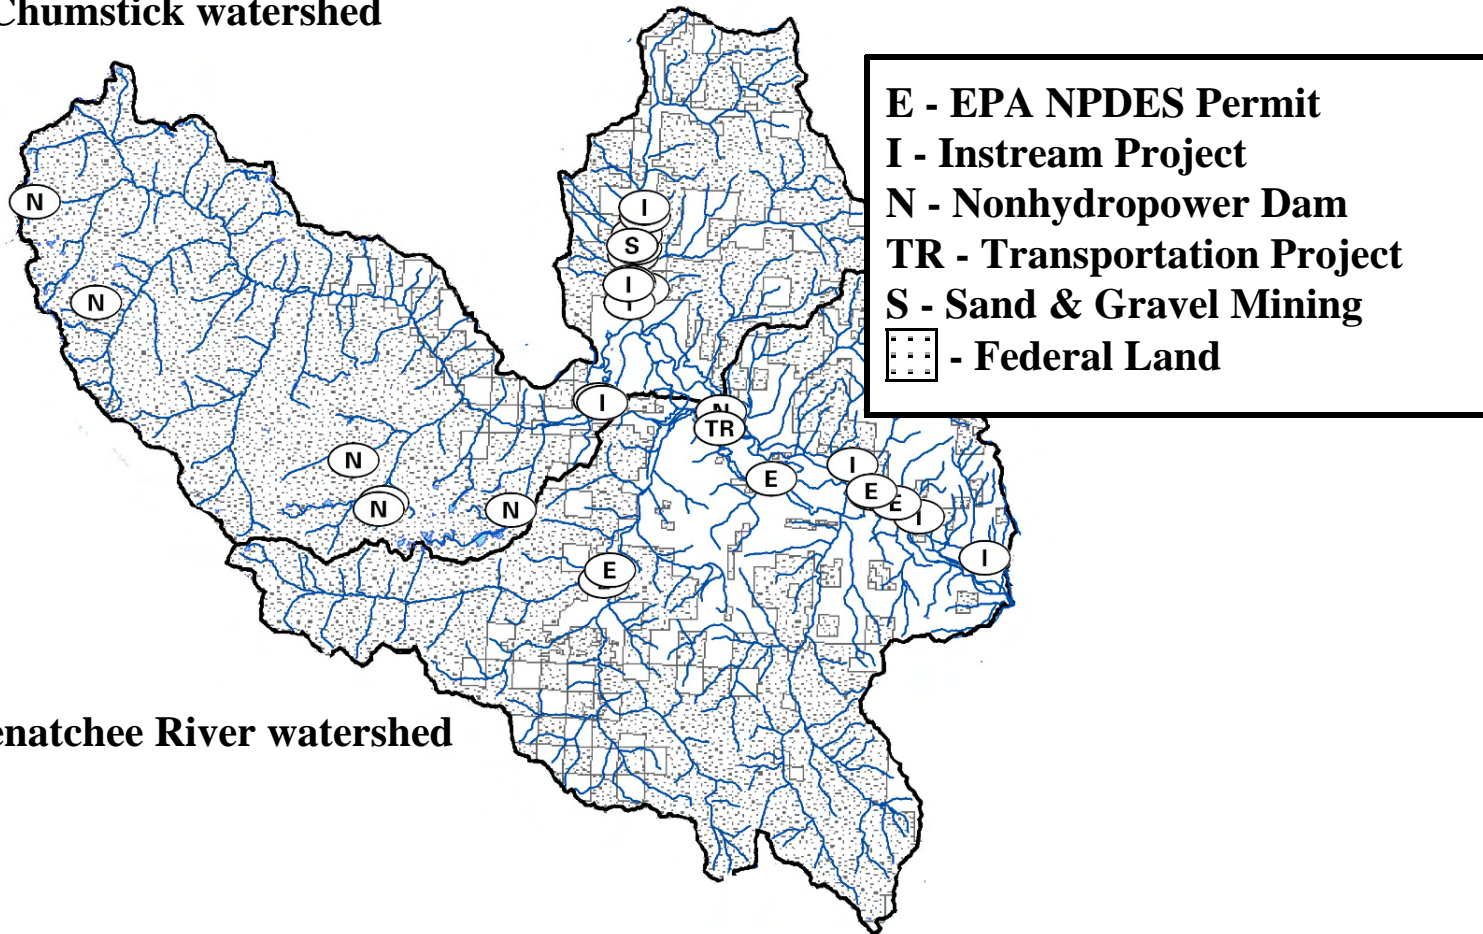 Chumstick watershed
E - EPA NPDES Permit
I - Instream Project
N - Nonhydropower Dam
TR - Transportation Project
S - Sand & Gravel Mining
- Federal Land
N
I
S
N
I
I
I
N
TR
N
I
E
E
E
N
N
I
I
E
enatchee River watershed